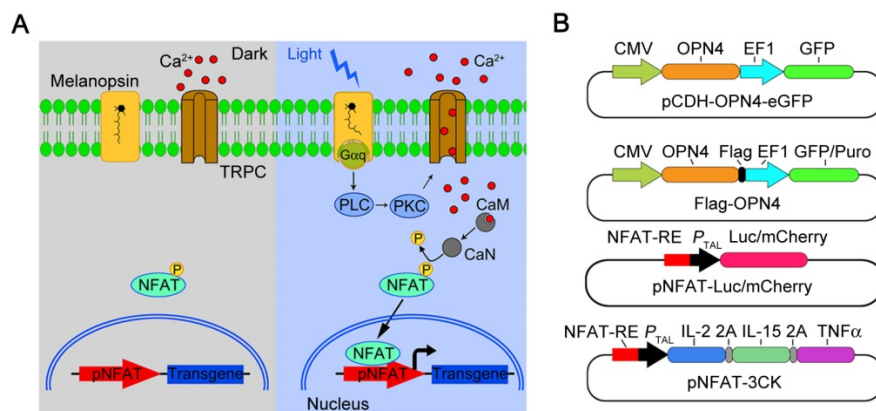 A
Dark
Light
Ca2+
Ca2+
Melanopsin
TRPC
Gαq
PLC
PKC
CaM
CaN
P
P
P
NFAT
NFAT
NFAT
pNFAT
Transgene
pNFAT
Transgene
Nucleus
B
CMV OPN4 EF1 GFP
pCDH-OPN4-eGFP
CMV OPN4 Flag EF1 GFP/Puro
Flag-OPN4
NFAT-RE PTAL Luc/mCherry
pNFAT-Luc/mCherry
NFAT-RE PTAL IL-2 2A IL-15 2A TNFα
pNFAT-3CK